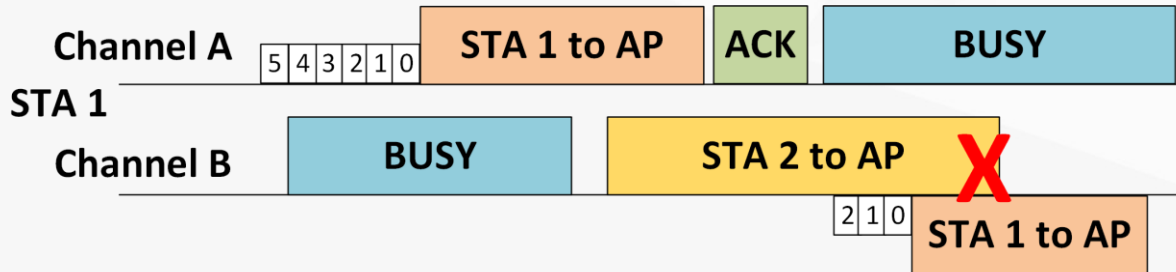 Channel A
5 4 3 2 1 0
STA 1 to AP
ACK
BUSY
STA 1
Channel B
BUSY
STA 2 to AP
X
2 1 0
STA 1 to AP